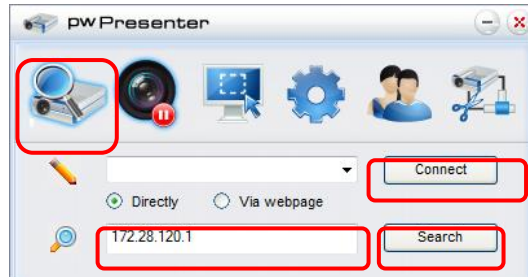 pwPresenter
Connect
Directly Via webpage
172.28.120.1 Search